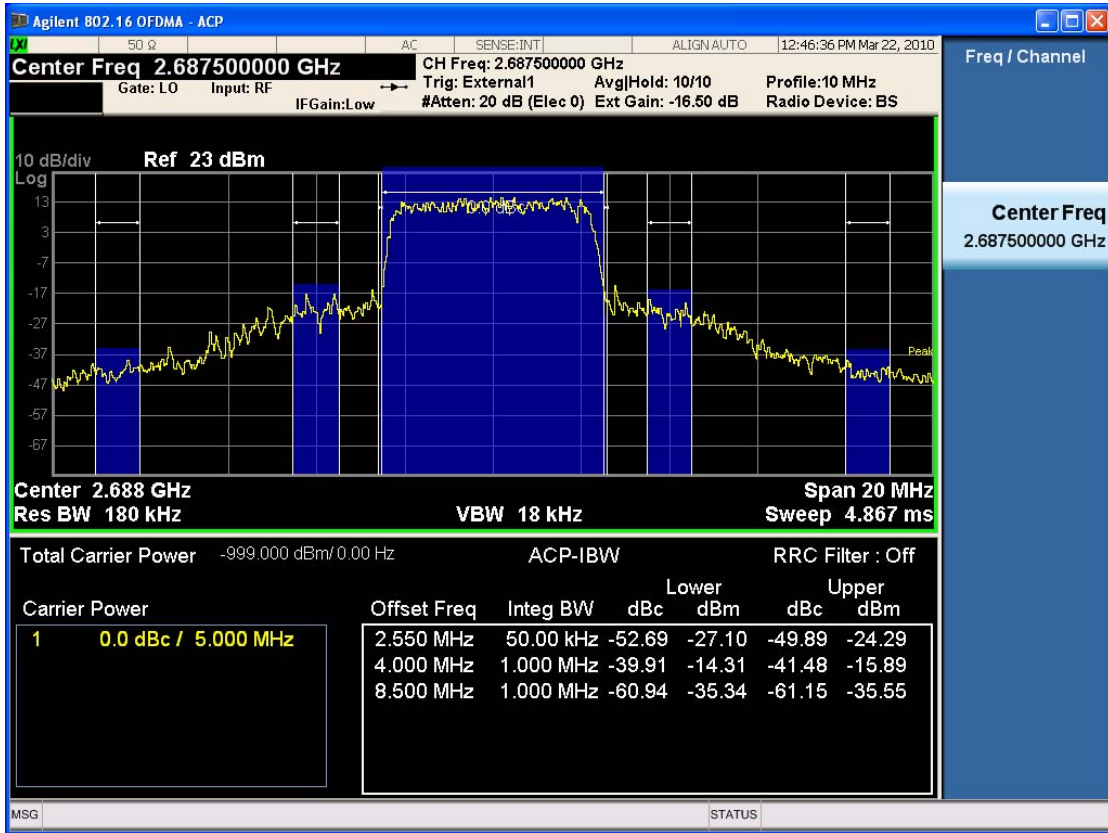 Agilent 802.16 OFDMA - ACP
LXI 50 Ω AC SENSE:INT ALIGN AUTO 12:46:36 PM Mar 22, 2010
Center Freq 2.687500000 GHz
Gate: LO Input: RF
IFGain:Low
CH Freq: 2.687500000 GHz
Trig: External1 Avg|Hold: 10/10 Profile:10 MHz
#Atten: 20 dB (Elec 0) Ext Gain: -16.50 dB Radio Device: BS
Freq / Channel
Center Freq
2.687500000 GHz
10 dB/div Ref 23 dBm
Log
13
3
-7
-17
-27
-37
-47
-57
-67
0.0 dBc
Peak
Center 2.688 GHz Span 20 MHz
Res BW 180 kHz VBW 18 kHz Sweep 4.867 ms
Total Carrier Power -999.000 dBm/ 0.00 Hz ACP-IBW RRC Filter : Off
Lower Upper
Carrier Power Offset Freq Integ BW dBc dBm dBc dBm
1 0.0 dBc / 5.000 MHz 2.550 MHz 50.00 kHz -52.69 -27.10 -49.89 -24.29
4.000 MHz 1.000 MHz -39.91 -14.31 -41.48 -15.89
8.500 MHz 1.000 MHz -60.94 -35.34 -61.15 -35.55
MSG STATUS